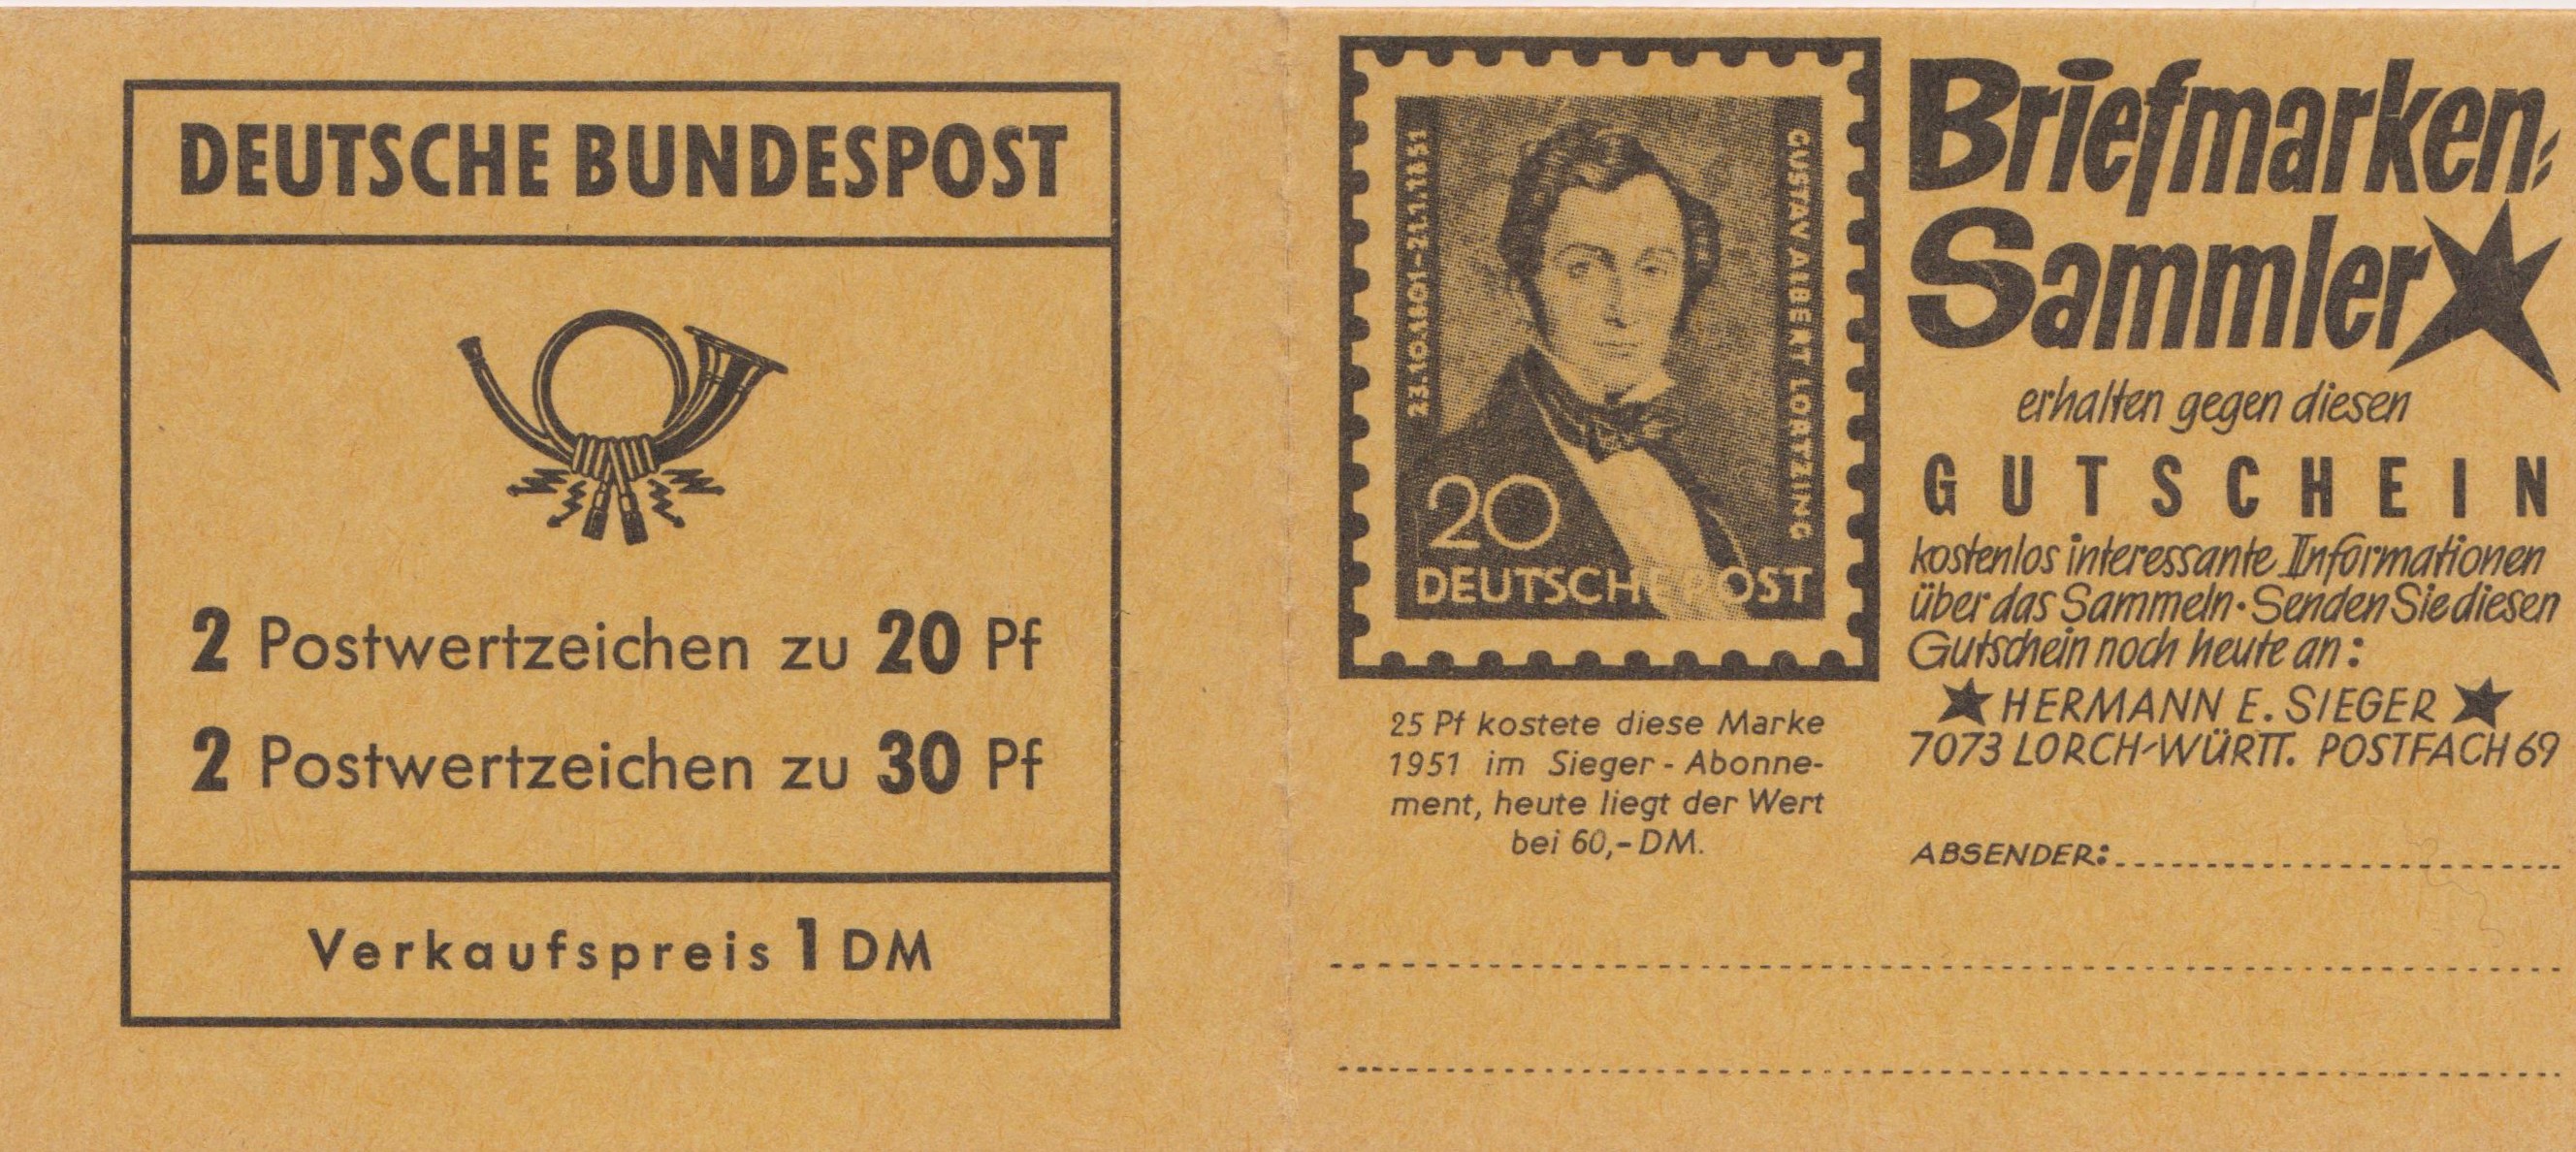 DEUTSCHE BUNDESPOST
2 Postwertzeichen zu 20 Pf
2 Postwertzeichen zu 30 Pf
Verkaufspreis 1 DM
23.10.1801-21.1.1851
GUSTAV ALBERT LORTZING
20
DEUTSCHE POST
25 Pf kostete diese Marke
1951 im Sieger - Abonne-
ment, heute liegt der Wert
bei 60,- DM.
Briefmarken-
Sammler
erhalten gegen diesen
GUTSCHEIN
kostenlos interessante Informationen
über das Sammeln · Senden Sie diesen
Gutschein noch heute an:
★ HERMANN E. SIEGER ★
7073 LORCH-WÜRTT. POSTFACH 69
ABSENDER: